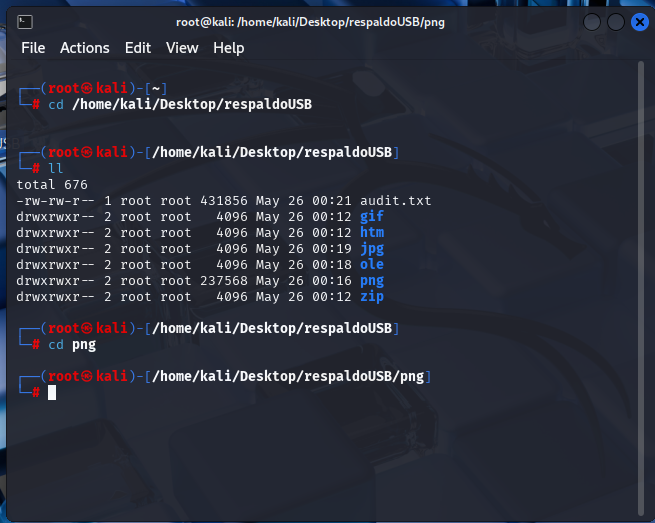 root@kali: /home/kali/Desktop/respaldoUSB/png
File Actions Edit View Help
┌──(root㉿kali)-[~]
└─# cd /home/kali/Desktop/respaldoUSB
┌──(root㉿kali)-[/home/kali/Desktop/respaldoUSB]
└─# ll
total 676
-rw-rw-r-- 1 root root 431856 May 26 00:21 audit.txt
drwxrwxr-- 2 root root 4096 May 26 00:12 gif
drwxrwxr-- 2 root root 4096 May 26 00:12 htm
drwxrwxr-- 2 root root 4096 May 26 00:19 jpg
drwxrwxr-- 2 root root 4096 May 26 00:18 ole
drwxrwxr-- 2 root root 237568 May 26 00:16 png
drwxrwxr-- 2 root root 4096 May 26 00:12 zip
┌──(root㉿kali)-[/home/kali/Desktop/respaldoUSB]
└─# cd png
┌──(root㉿kali)-[/home/kali/Desktop/respaldoUSB/png]
└─#